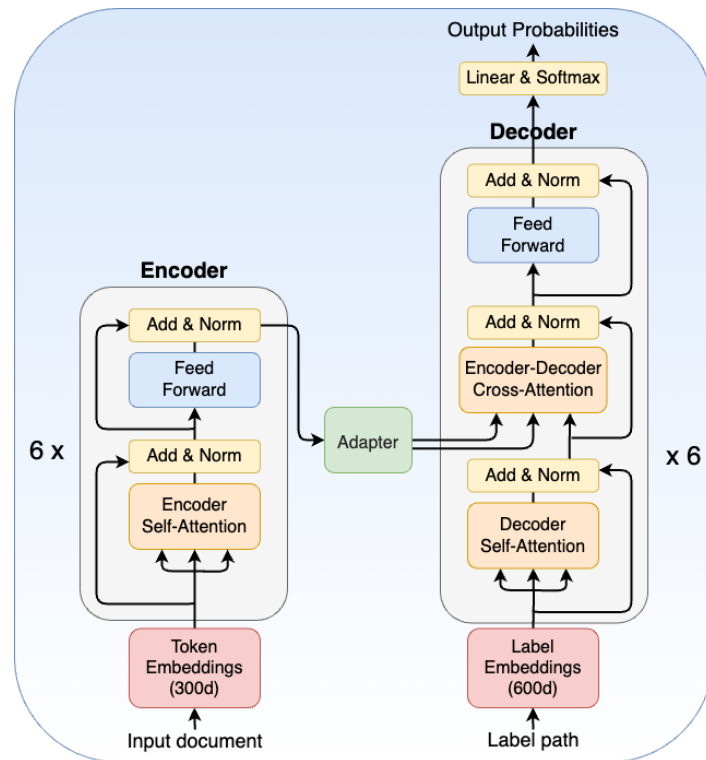 Output Probabilities
Linear & Softmax
Decoder
Add & Norm
Feed
Forward
Add & Norm
Encoder-Decoder
Cross-Attention
Add & Norm
Decoder
Self-Attention
x 6
Label
Embeddings
(600d)
Label path
Encoder
Add & Norm
Feed
Forward
6 x
Add & Norm
Encoder
Self-Attention
Token
Embeddings
(300d)
Input document
Adapter